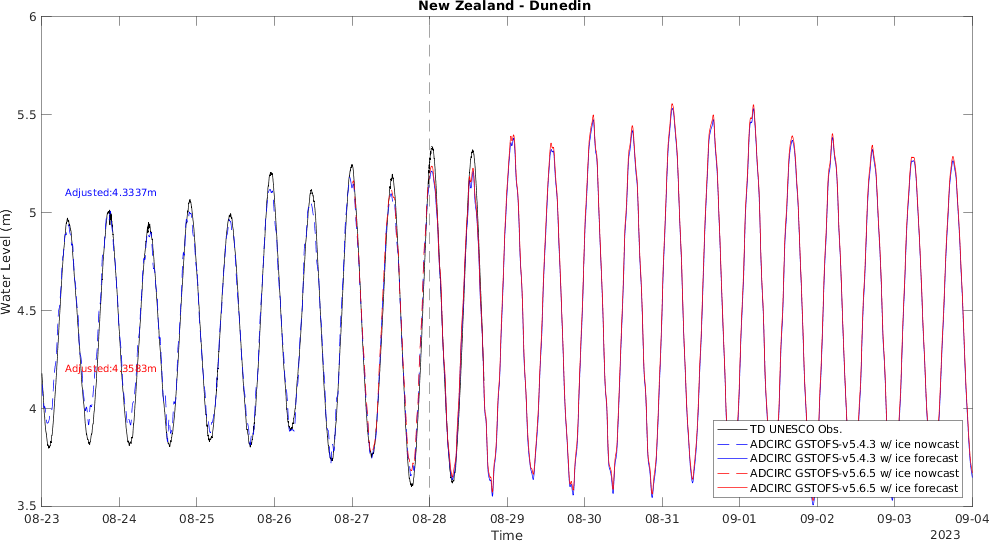 New Zealand - Dunedin
6
5.5
5
4.5
4
3.5
Water Level (m)
Adjusted:4.3337m
Adjusted:4.3583m
TD UNESCO Obs.
ADCIRC GSTOFS-v5.4.3 w/ ice nowcast
ADCIRC GSTOFS-v5.4.3 w/ ice forecast
ADCIRC GSTOFS-v5.6.5 w/ ice nowcast
ADCIRC GSTOFS-v5.6.5 w/ ice forecast
08-23 08-24 08-25 08-26 08-27 08-28 08-29 08-30 08-31 09-01 09-02 09-03 09-04
Time
2023